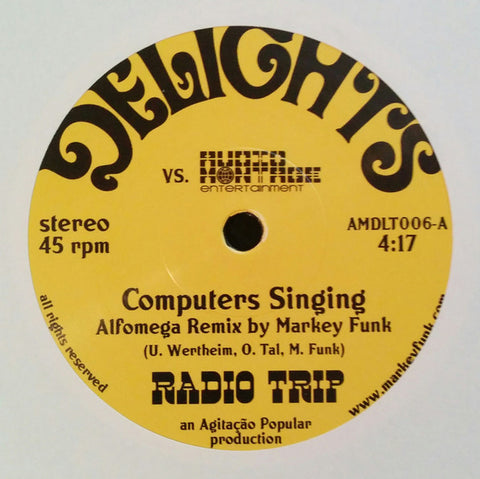 DELIGHTS
VS. AUDIO
MONTAGE
entertainment
stereo
45 rpm
AMDLT006-A
4:17
Computers Singing
Alfomega Remix by Markey Funk
(U. Wertheim, O. Tal, M. Funk)
RADIO TRIP
an Agitação Popular
production
all rights reserved
www.markeyfunk.com